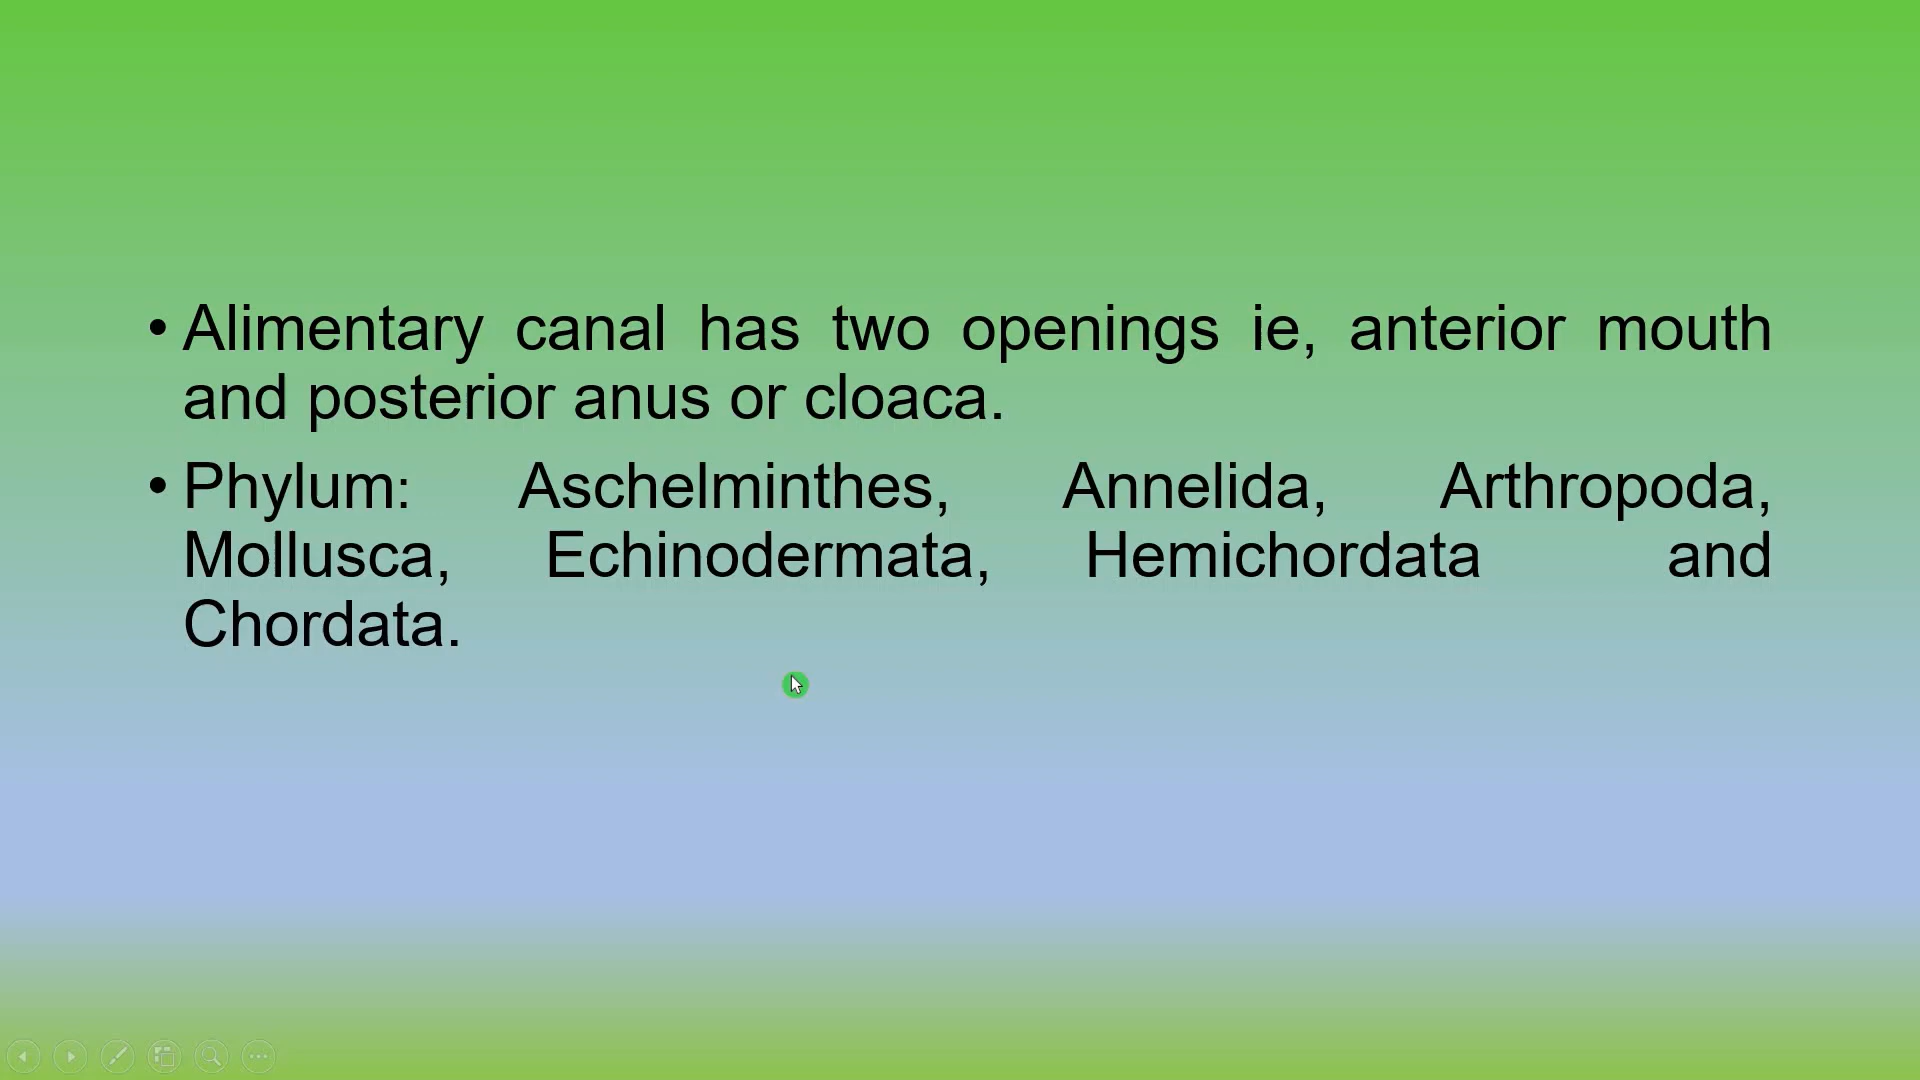 • Alimentary canal has two openings ie, anterior mouth
and posterior anus or cloaca.
• Phylum: Aschelminthes, Annelida, Arthropoda,
Mollusca, Echinodermata, Hemichordata and
Chordata.